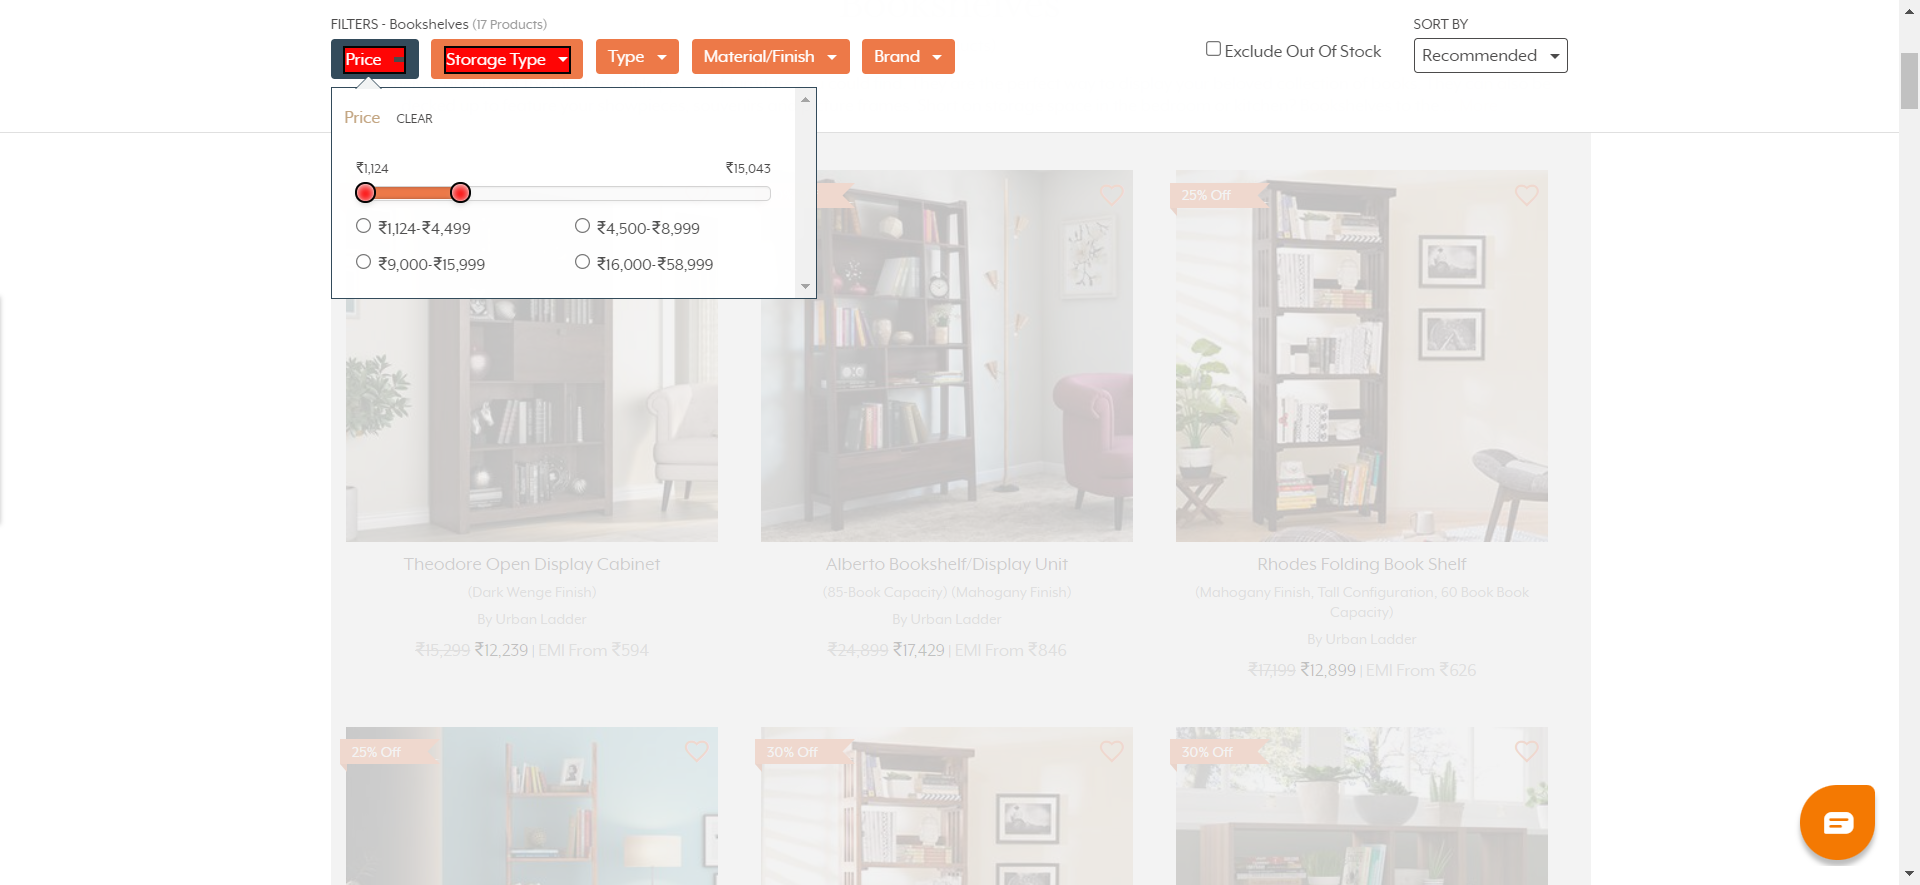 FILTERS - Bookshelves (17 Products)
SORT BY
Price
Storage Type
Type
Material/Finish
Brand
Exclude Out Of Stock
Recommended
Price CLEAR
₹1,124 ₹15,043
₹1,124-₹4,499 ₹4,500-₹8,999
₹9,000-₹15,999 ₹16,000-₹58,999
25% Off
Theodore Open Display Cabinet
(Dark Wenge Finish)
By Urban Ladder
₹15,299 ₹12,239 | EMI From ₹594
Alberto Bookshelf/Display Unit
(85-Book Capacity) (Mahogany Finish)
By Urban Ladder
₹24,899 ₹17,429 | EMI From ₹846
Rhodes Folding Book Shelf
(Mahogany Finish, Tall Configuration, 60 Book Book
Capacity)
By Urban Ladder
₹17,199 ₹12,899 | EMI From ₹626
25% Off
30% Off
30% Off